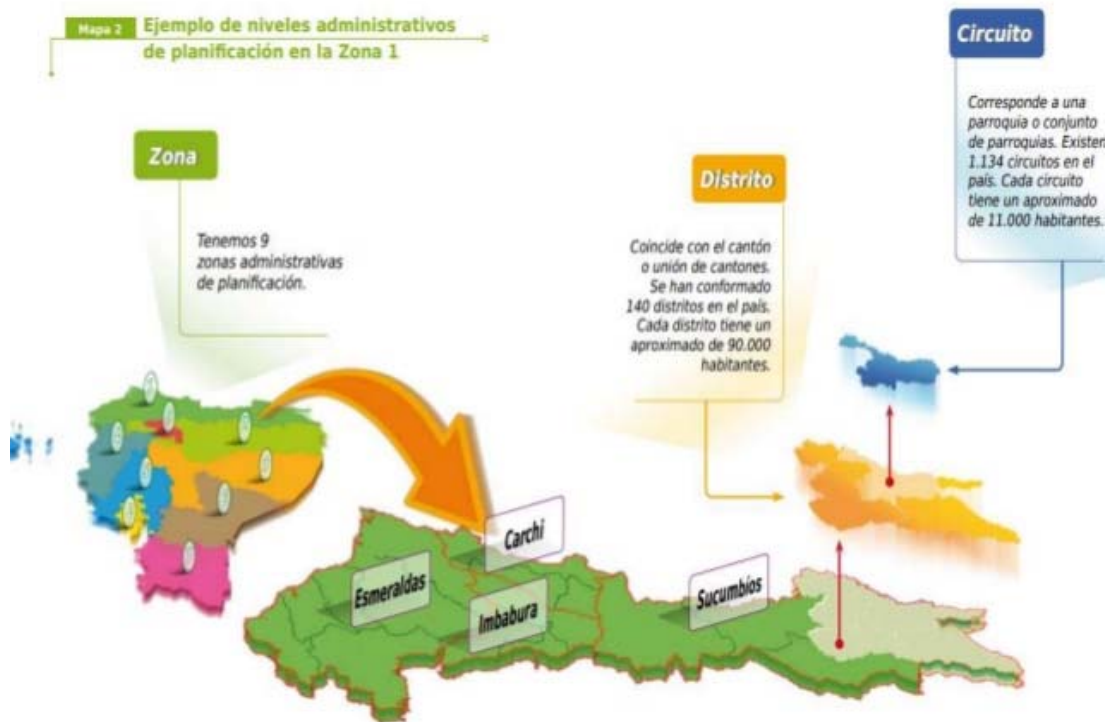 Mapa 2
Ejemplo de niveles administrativos
de planificación en la Zona 1
Zona
Tenemos 9
zonas administrativas
de planificación.
Distrito
Coincide con el cantón
o unión de cantones.
Se han conformado
140 distritos en el país.
Cada distrito tiene un
aproximado de 90.000
habitantes.
Circuito
Corresponde a una
parroquia o conjunto
de parroquias. Existen
1.134 circuitos en el
país. Cada circuito
tiene un aproximado
de 11.000 habitantes.
Carchi
Esmeraldas
Imbabura
Sucumbíos